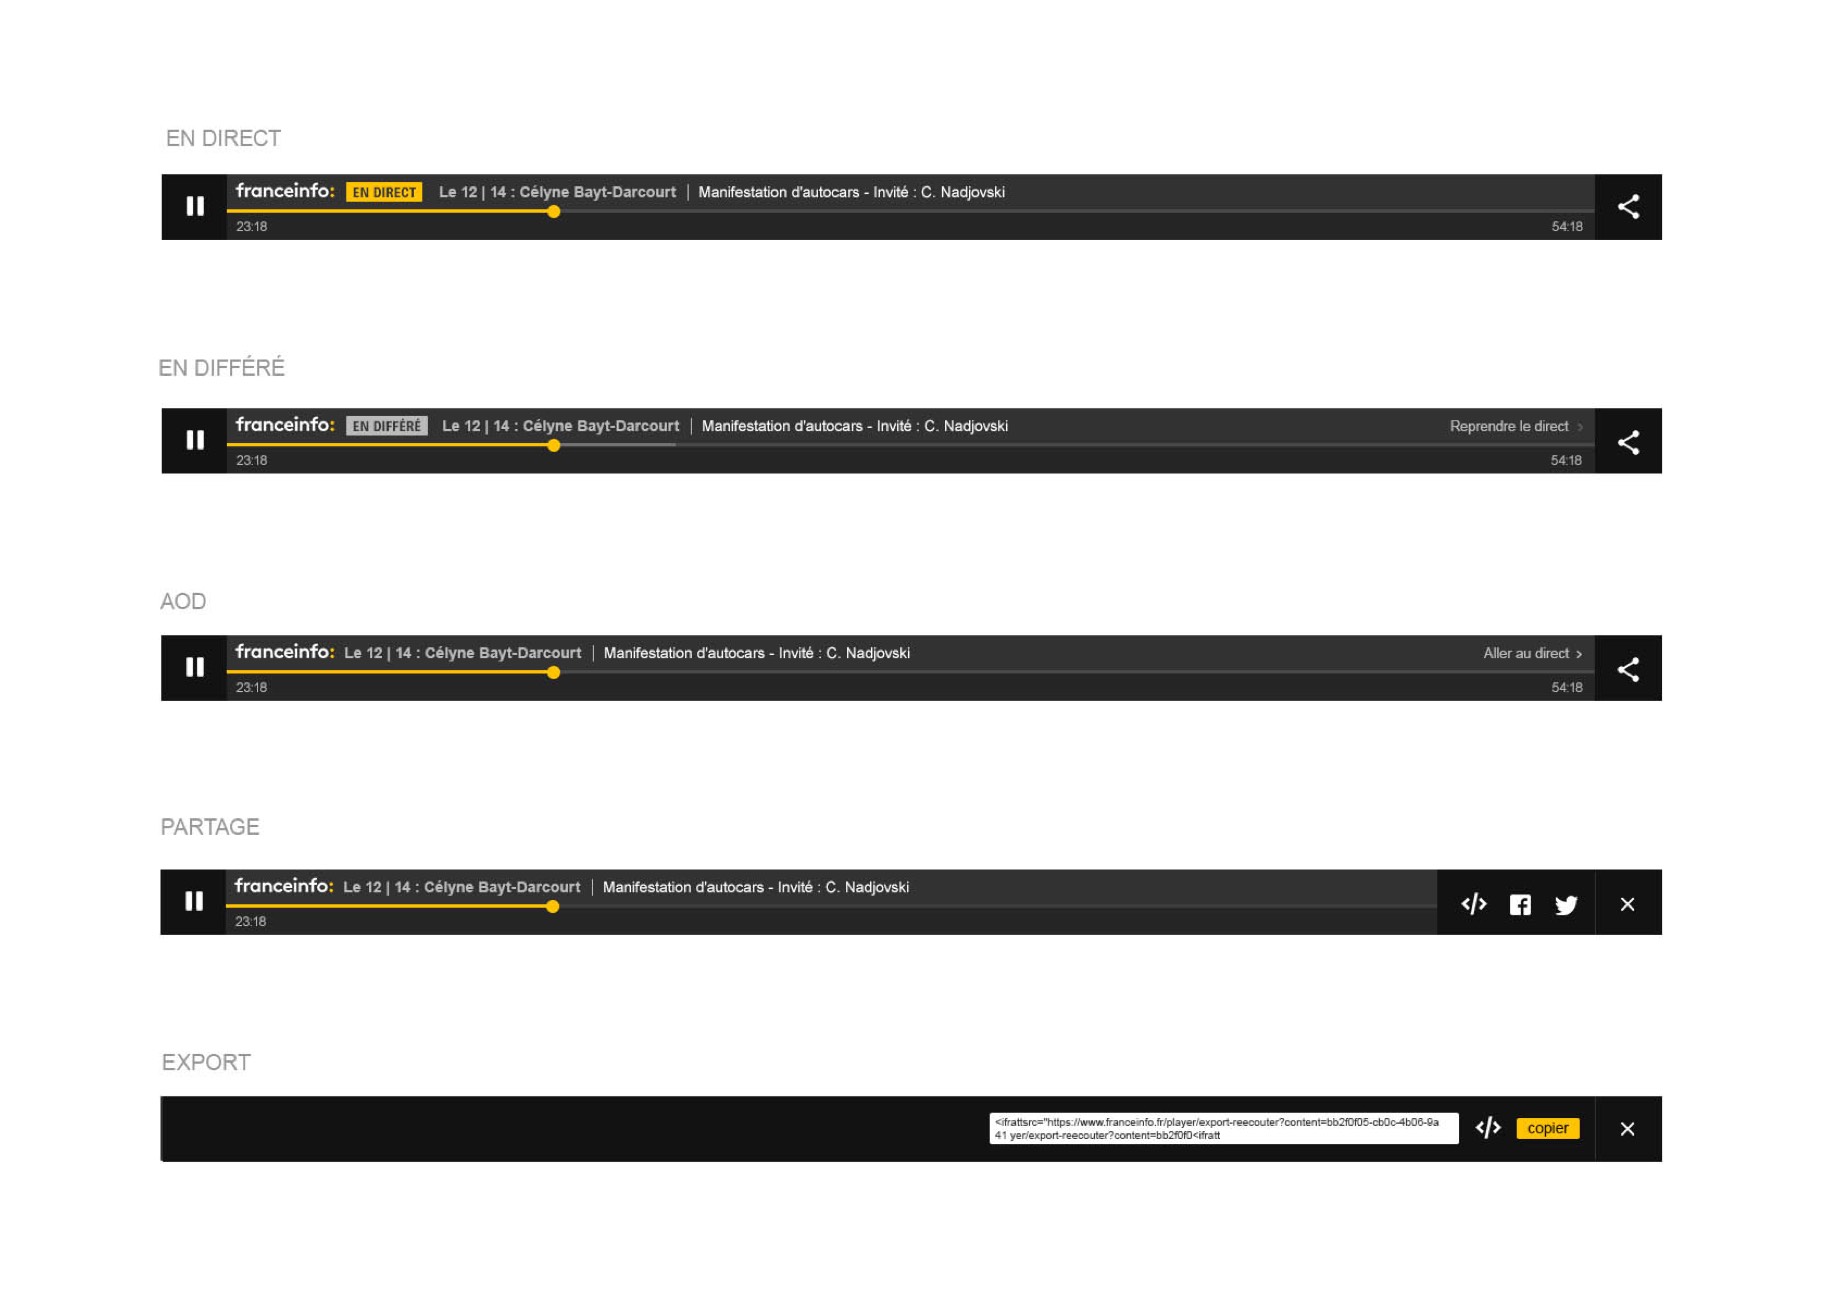 EN DIRECT
franceinfo: EN DIRECT Le 12 | 14 : Célyne Bayt-Darcourt | Manifestation d'autocars - Invité : C. Nadjovski
23:18 54:18
EN DIFFÉRÉ
franceinfo: EN DIFFÉRÉ Le 12 | 14 : Célyne Bayt-Darcourt | Manifestation d'autocars - Invité : C. Nadjovski Reprendre le direct >
23:18 54:18
AOD
franceinfo: Le 12 | 14 : Célyne Bayt-Darcourt | Manifestation d'autocars - Invité : C. Nadjovski Aller au direct >
23:18 54:18
PARTAGE
franceinfo: Le 12 | 14 : Célyne Bayt-Darcourt | Manifestation d'autocars - Invité : C. Nadjovski
23:18
EXPORT
<ifrattsrc="https://www.franceinfo.fr/player/export-reecouter?content=bb2f0f05-cb0c-4b06-9a
41 yer/export-reecouter?content=bb2f0f0<ifratt
</> copier